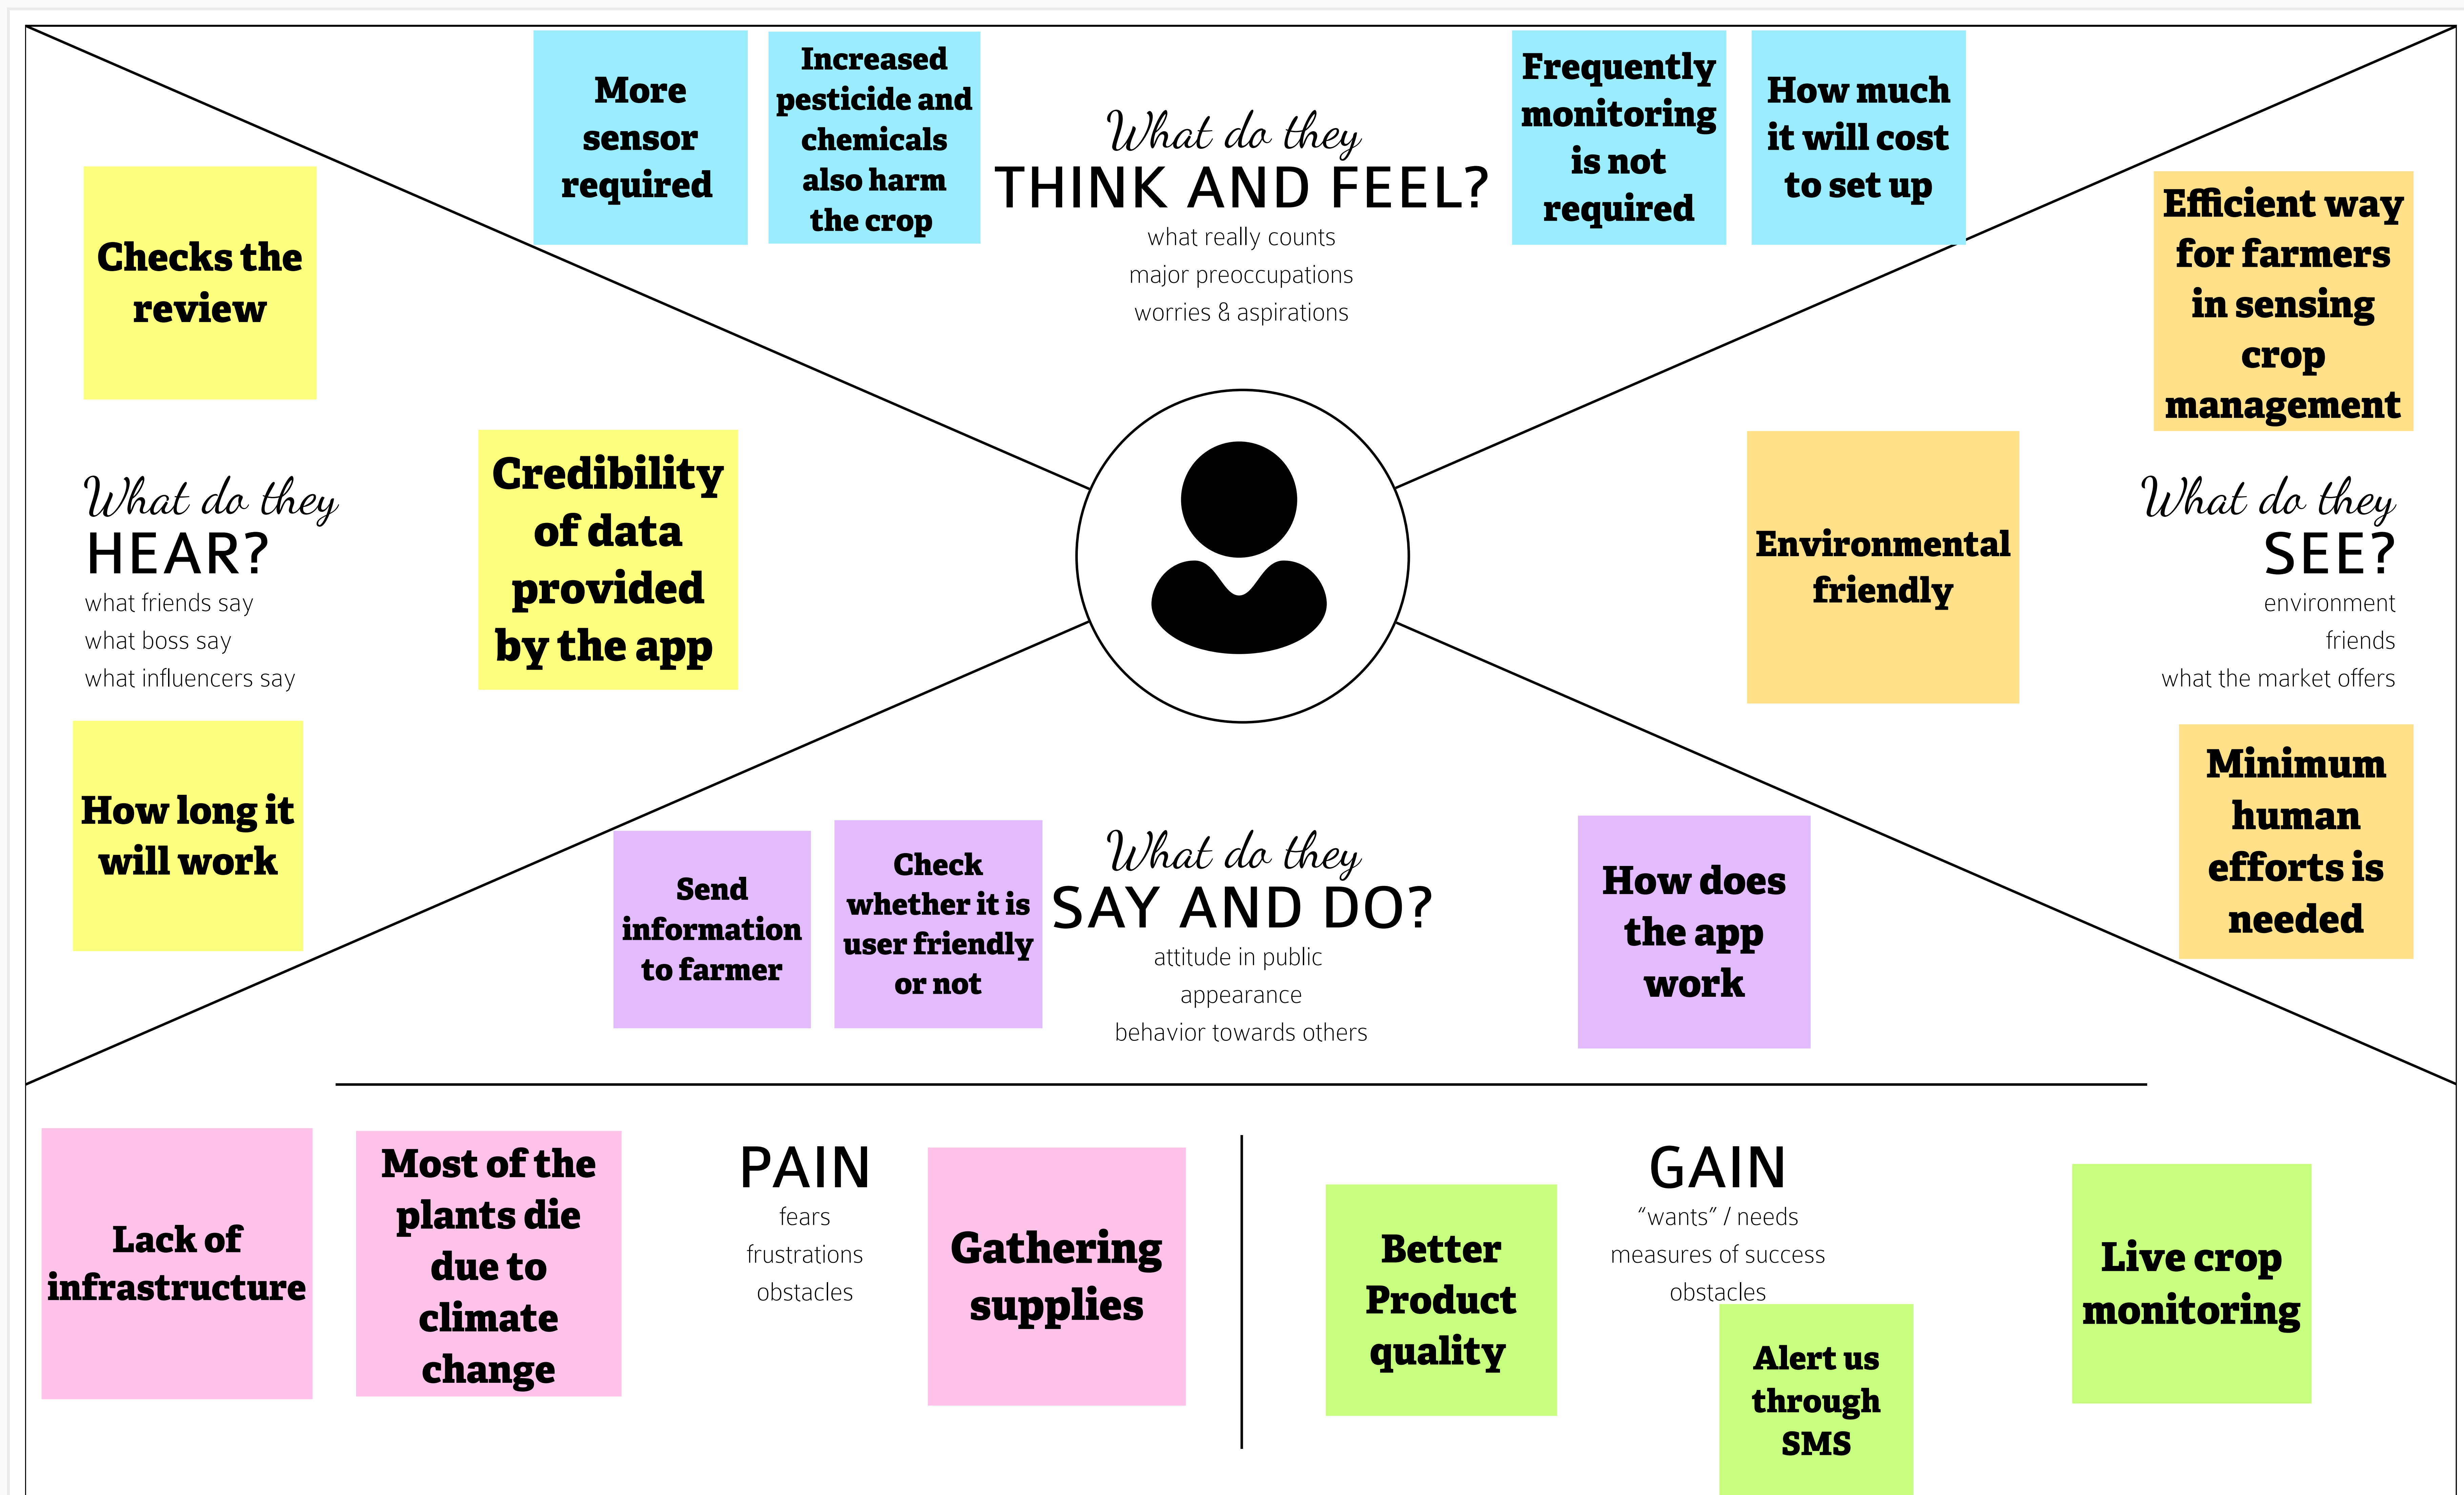 More
sensor
required
Increased
pesticide and
chemicals
also harm
the crop
What do they
THINK AND FEEL?
what really counts
major preoccupations
worries & aspirations
Frequently
monitoring
is not
required
How much
it will cost
to set up
Checks the
review
What do they
HEAR?
what friends say
what boss say
what influencers say
Credibility
of data
provided
by the app
How long it
will work
Efficient way
for farmers
in sensing
crop
management
Environmental
friendly
What do they
SEE?
environment
friends
what the market offers
Minimum
human
efforts is
needed
Send
information
to farmer
Check
whether it is
user friendly
or not
What do they
SAY AND DO?
attitude in public
appearance
behavior towards others
How does
the app
work
Lack of
infrastructure
Most of the
plants die
due to
climate
change
PAIN
fears
frustrations
obstacles
Gathering
supplies
Better
Product
quality
GAIN
“wants” / needs
measures of success
obstacles
Alert us
through
SMS
Live crop
monitoring